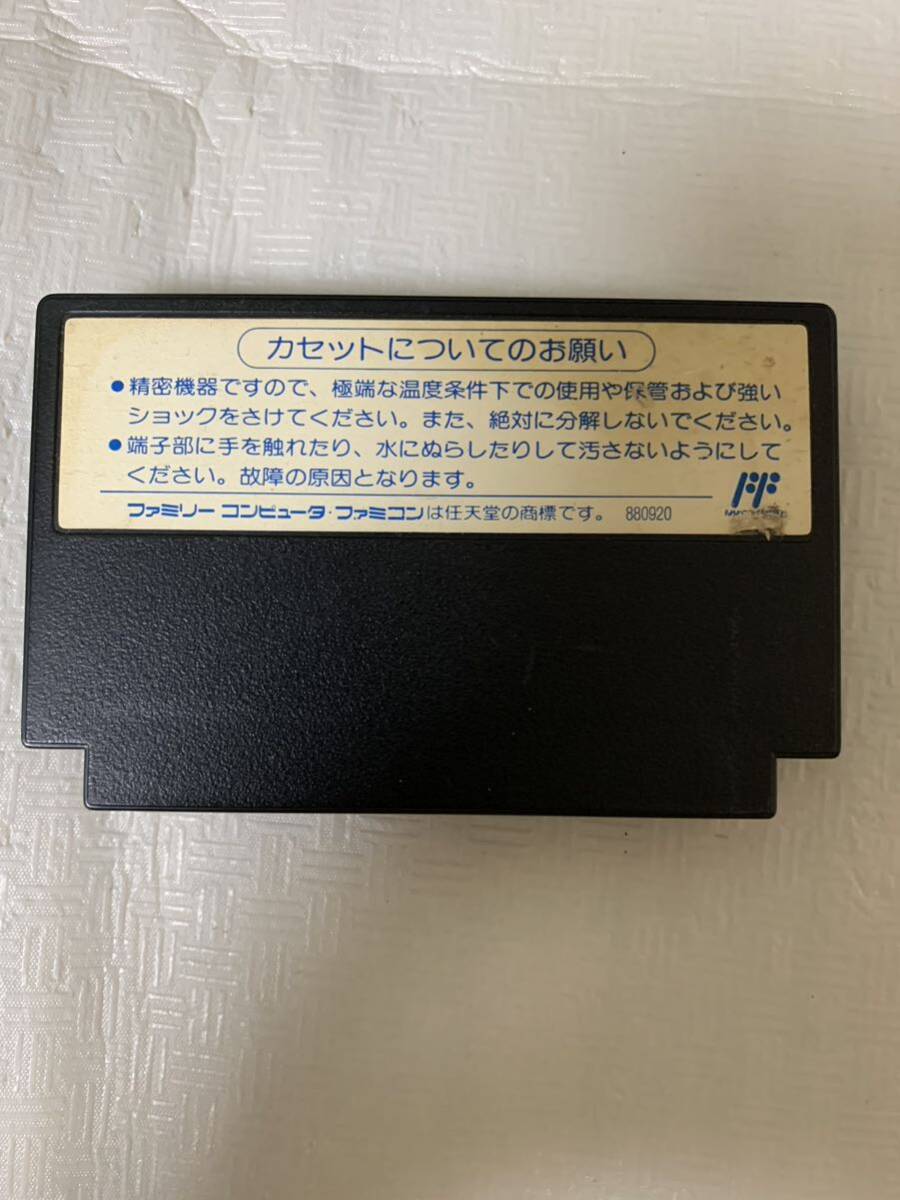 カセットについてのお願い
●精密機器ですので、極端な温度条件下での使用や保管および強い
ショックをさけてください。また、絶対に分解しないでください。
●端子部に手を触れたり、水にぬらしたりして汚さないようにして
ください。故障の原因となります。
ファミリー コンピュータ・ファミコンは任天堂の商標です。 880920